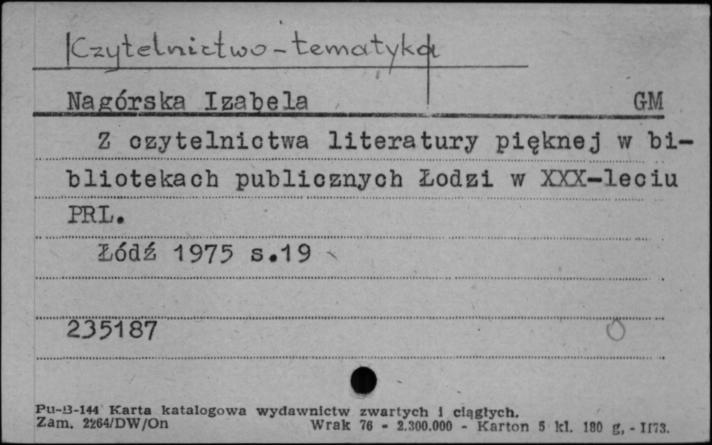 Czytelnictwo - tematyka
Nagórska Izabela GM
Z czytelnictwa literatury pięknej w bi-
bliotekach publicznych Łodzi w XXX-leciu
PRL.
Łódź 1975 s.19
235187
Pu-B-144 Karta katalogowa wydawnictw zwartych i ciągłych.
Zam. 2264/DW/On Wrak 76 - 2.300.000 - Karton 5 kl. 180 g, - 1173.